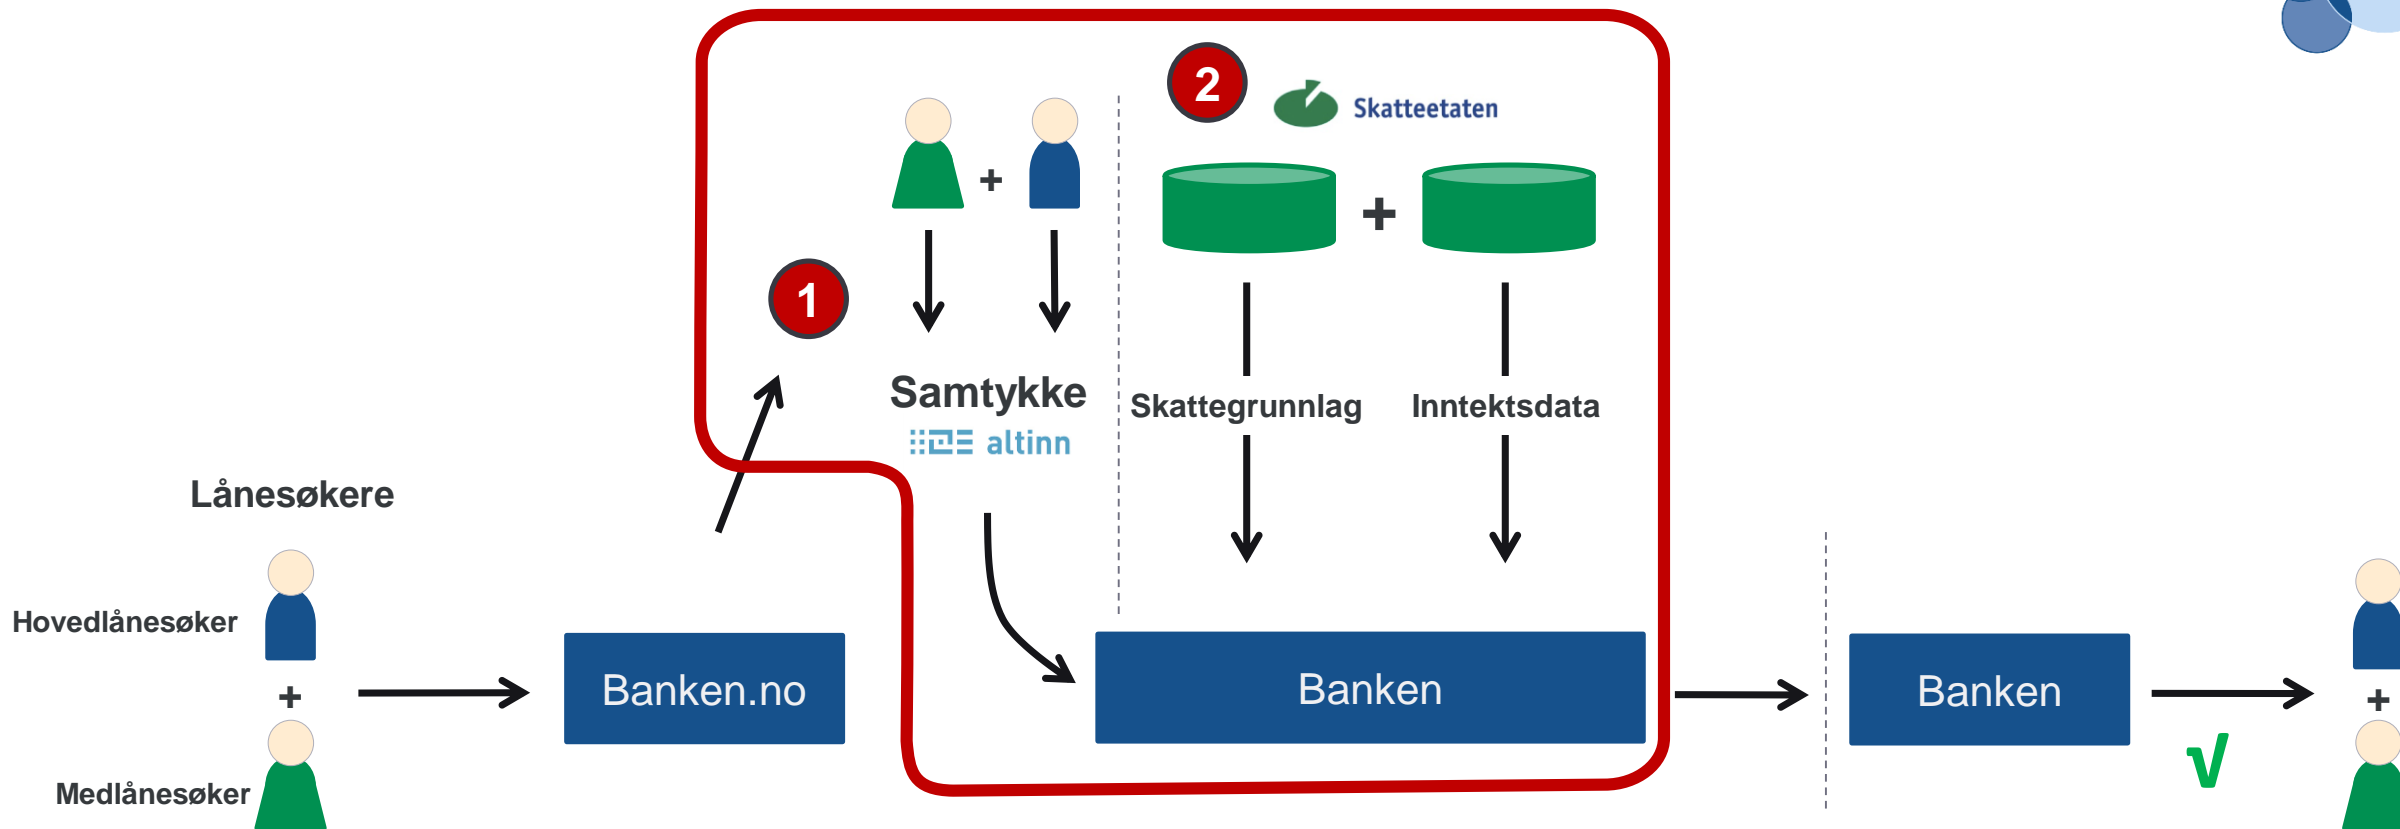 2
Skatteetaten
+
+
1
Samtykke
altinn
Skattegrunnlag
Inntektsdata
Lånesøkere
Hovedlånesøker
+
Medlånesøker
Banken.no
Banken
Banken
√
+